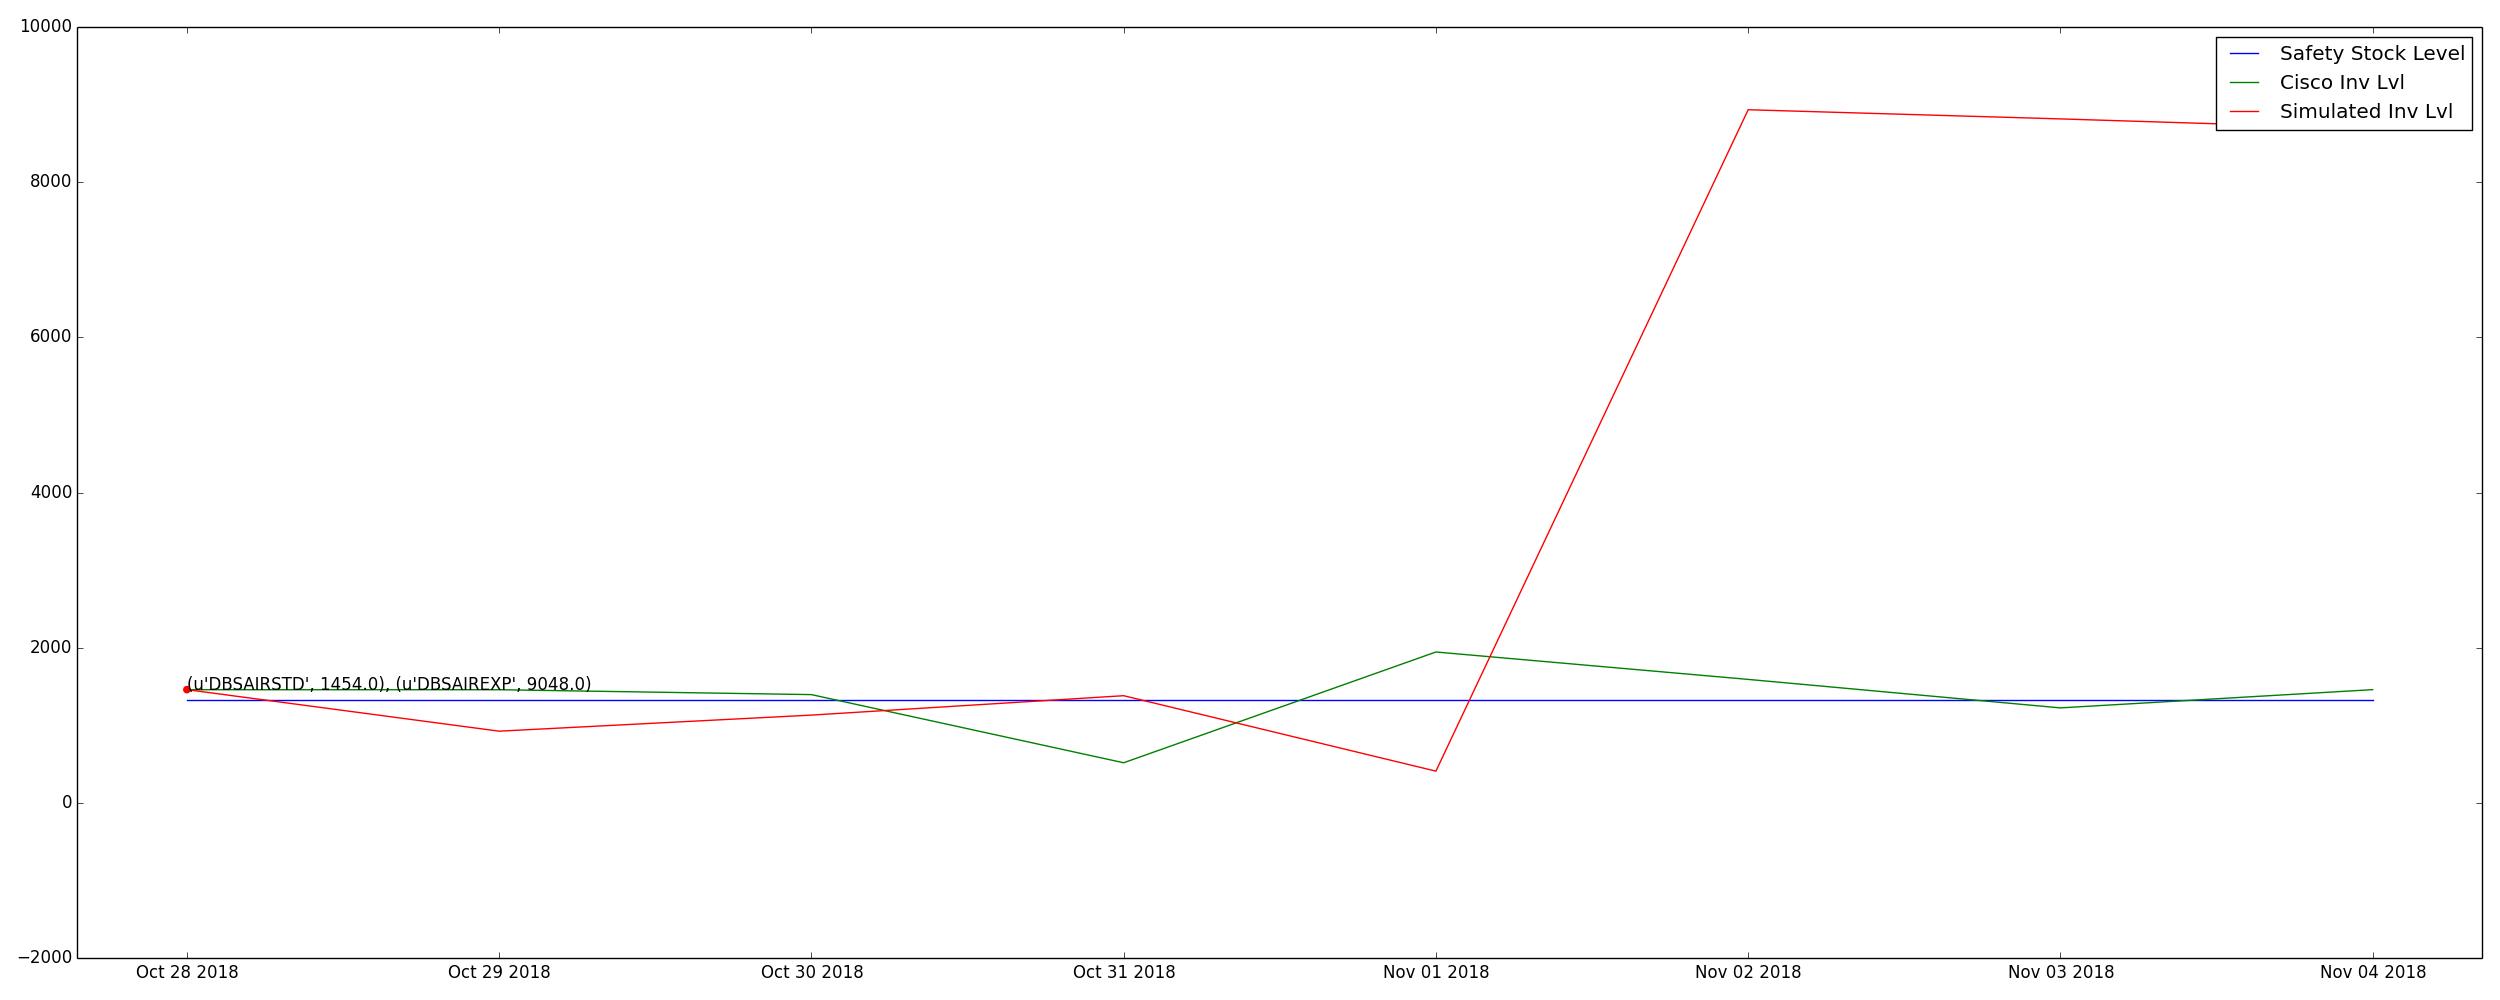 10000
8000
6000
4000
2000
0
−2000
Safety Stock Level
Cisco Inv Lvl
Simulated Inv Lvl
(u'DBSAIRSTD', 1454.0), (u'DBSAIREXP', 9048.0)
Oct 28 2018 Oct 29 2018 Oct 30 2018 Oct 31 2018 Nov 01 2018 Nov 02 2018 Nov 03 2018 Nov 04 2018